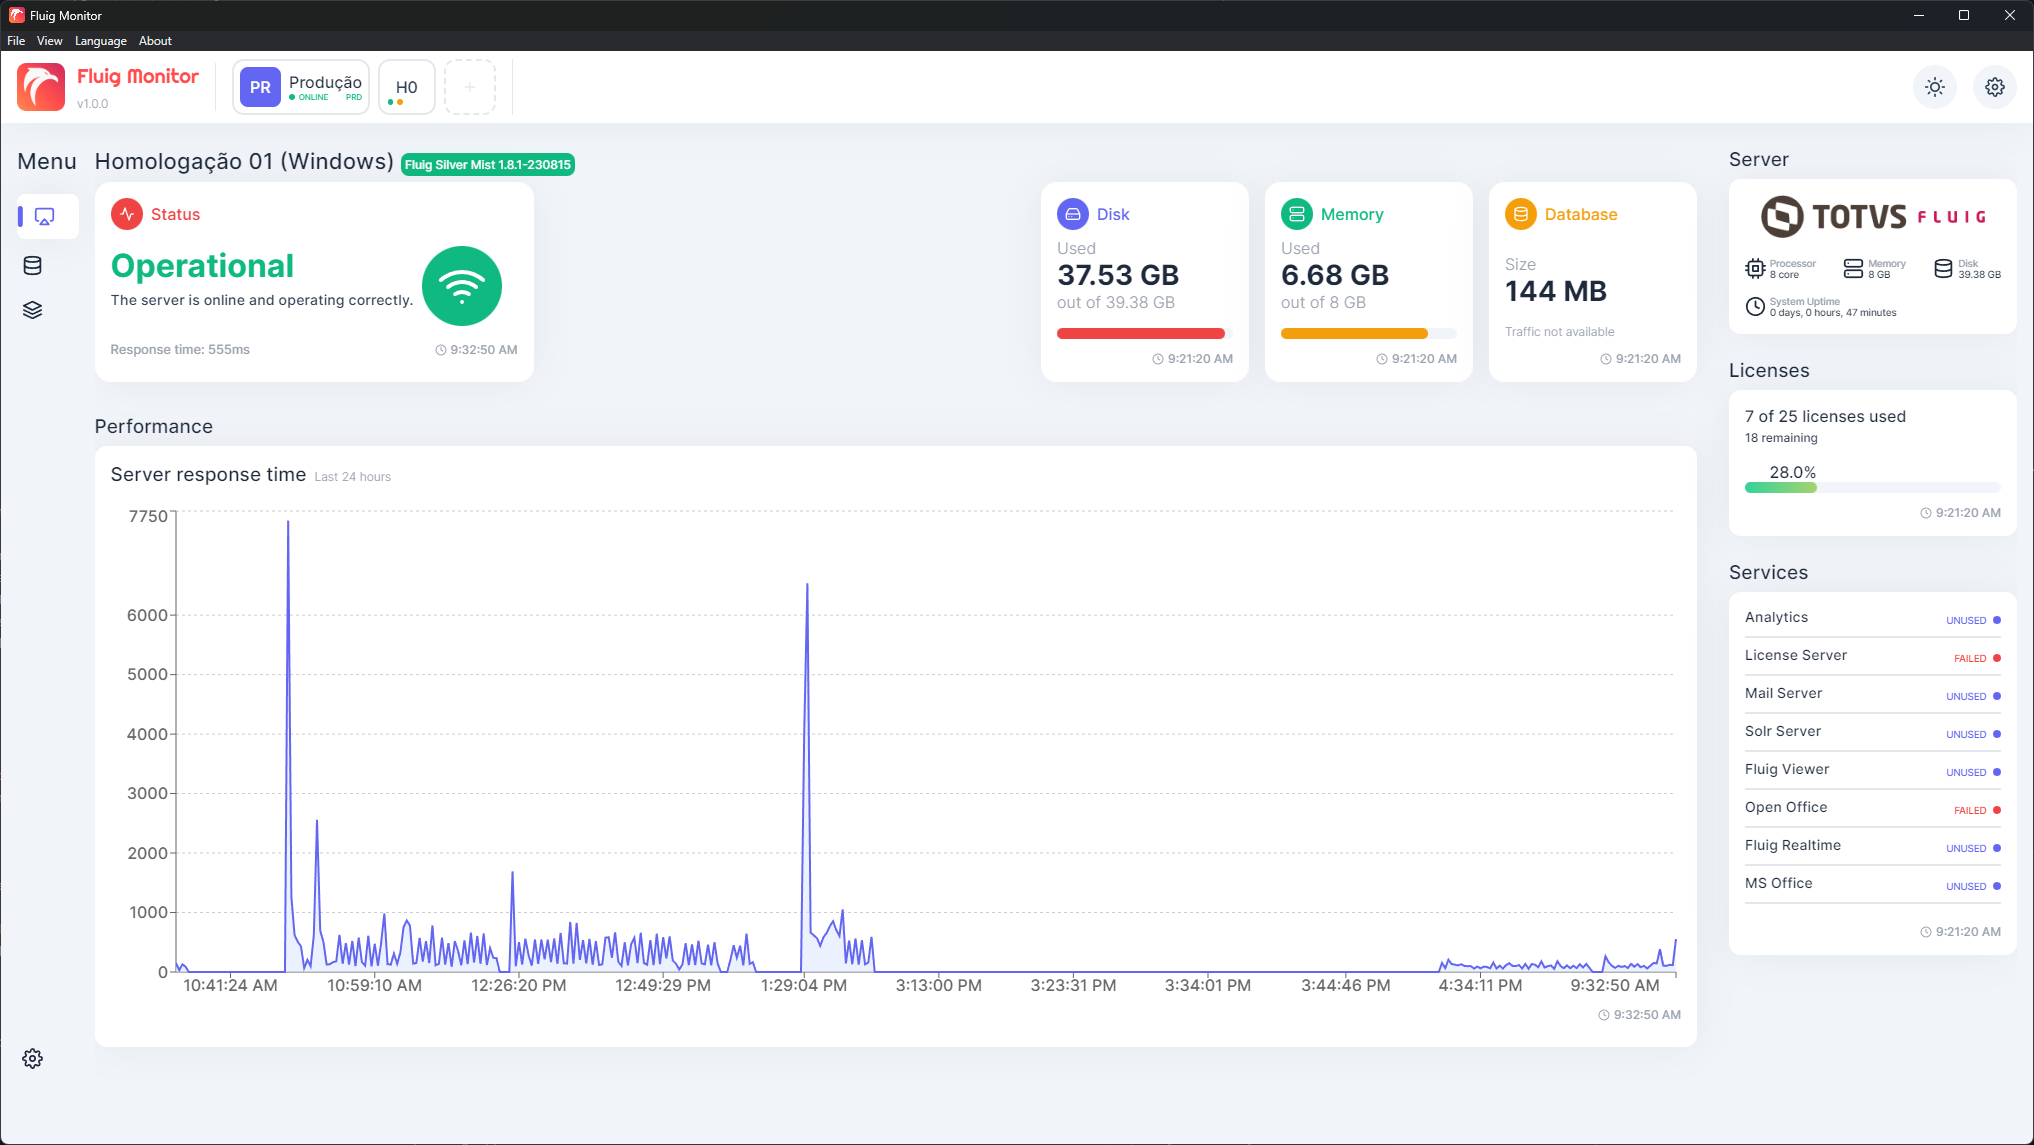 Fluig Monitor
File View Language About
Fluig Monitor
v1.0.0
PR
Produção
ONLINE PRD
H0
+
Menu
Homologação 01 (Windows) Fluig Silver Mist 1.8.1-230815
Status
Operational
The server is online and operating correctly.
Response time: 555ms
9:32:50 AM
Disk
Used
37.53 GB
out of 39.38 GB
9:21:20 AM
Memory
Used
6.68 GB
out of 8 GB
9:21:20 AM
Database
Size
144 MB
Traffic not available
9:21:20 AM
Performance
Server response time Last 24 hours
7750
6000
5000
4000
3000
2000
1000
0
10:41:24 AM 10:59:10 AM 12:26:20 PM 12:49:29 PM 1:29:04 PM 3:13:00 PM 3:23:31 PM 3:34:01 PM 3:44:46 PM 4:34:11 PM 9:32:50 AM
9:32:50 AM
Server
TOTVS FLUIG
Processor
8 core
Memory
8 GB
Disk
39.38 GB
System Uptime
0 days, 0 hours, 47 minutes
Licenses
7 of 25 licenses used
18 remaining
28.0%
9:21:20 AM
Services
Analytics UNUSED
License Server FAILED
Mail Server UNUSED
Solr Server UNUSED
Fluig Viewer UNUSED
Open Office FAILED
Fluig Realtime UNUSED
MS Office UNUSED
9:21:20 AM